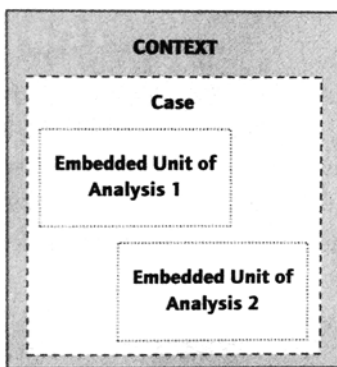 CONTEXT
Case
Embedded Unit of
Analysis 1
Embedded Unit of
Analysis 2